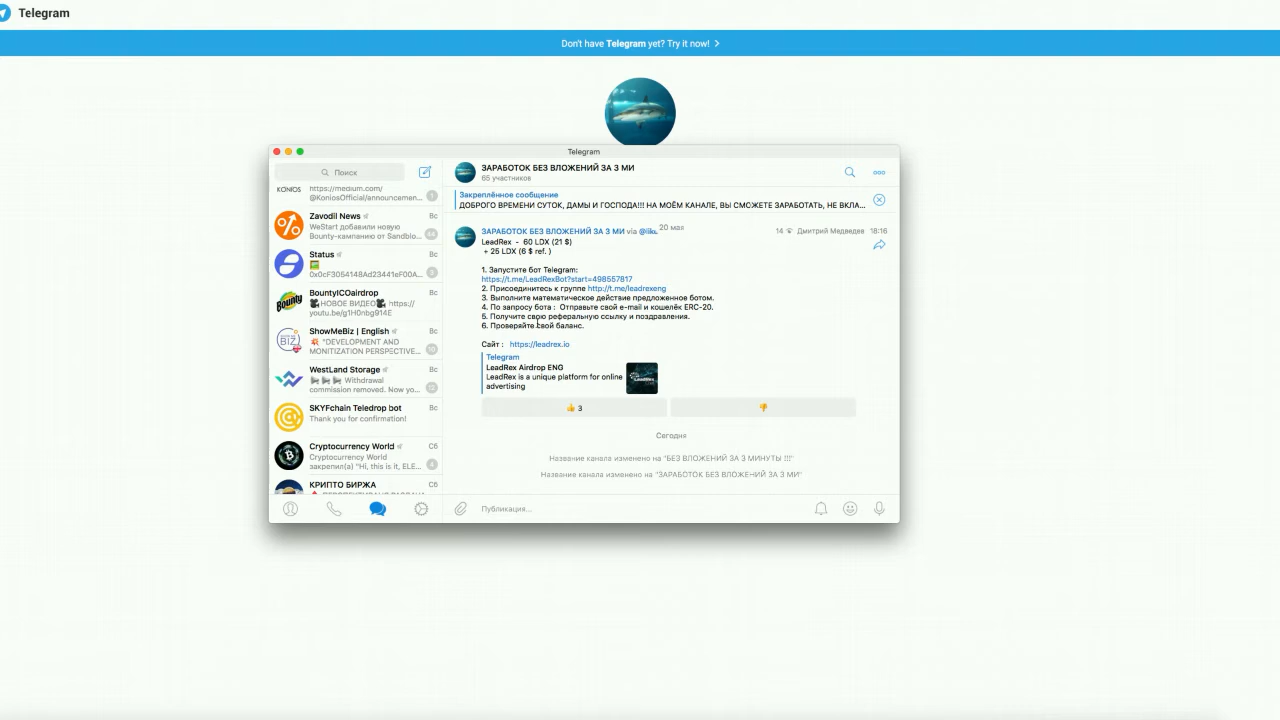 Telegram
Don't have Telegram yet? Try it now!
Telegram
Поиск
KONIOS
https://medium.com/
@KoniosOfficial/announcemen...
1
Zavodil News
Вс
WeStart добавили новую
Bounty-кампанию от Sandblo...
44
Status
Вс
0x0cF3054148Ad23441eF00A...
BountyICOairdrop
Вс
НОВОЕ ВИДЕО https://
youtu.be/g1H0nbg914E
ShowMeBiz | English
Вс
"DEVELOPMENT AND
MONITIZATION PERSPECTIVE...
10
WestLand Storage
Вс
Withdrawal
commission removed. Now yo...
SKYFchain Teledrop bot
Вс
Thank you for confirmation!
Cryptocurrency World
Сб
Cryptocurrency World
закрепил(а) "Hi, this is it, ELE...
4
КРИПТО БИРЖА
Сб
ЗАРАБОТОК БЕЗ ВЛОЖЕНИЙ ЗА 3 МИ
65 участников
Закреплённое сообщение
ДОБРОГО ВРЕМЕНИ СУТОК, ДАМЫ И ГОСПОДА!!! НА МОЁМ КАНАЛЕ, ВЫ СМОЖЕТЕ ЗАРАБОТАТЬ, НЕ ВКЛА...
20 мая
ЗАРАБОТОК БЕЗ ВЛОЖЕНИЙ ЗА 3 МИ via @like
14 Дмитрий Медведев 18:16
LeadRex - 60 LDX (21 $)
+ 25 LDX (6 $ ref. )
1. Запустите бот Telegram:
https://t.me/LeadRexBot?start=498557817
2. Присоединитесь к группе http://t.me/leadrexeng
3. Выполните математическое действие предложенное ботом.
4. По запросу бота : Отправьте свой e-mail и кошелёк ERC-20.
5. Получите свою реферальную ссылку и поздравления.
6. Проверяйте свой баланс.
Сайт : https://leadrex.io
Telegram
LeadRex Airdrop ENG
LeadRex is a unique platform for online
advertising
👍 3
👎
Сегодня
Название канала изменено на "БЕЗ ВЛОЖЕНИЙ ЗА 3 МИНУТЫ !!!"
Название канала изменено на "ЗАРАБОТОК БЕЗ ВЛОЖЕНИЙ ЗА 3 МИ"
Публикация...